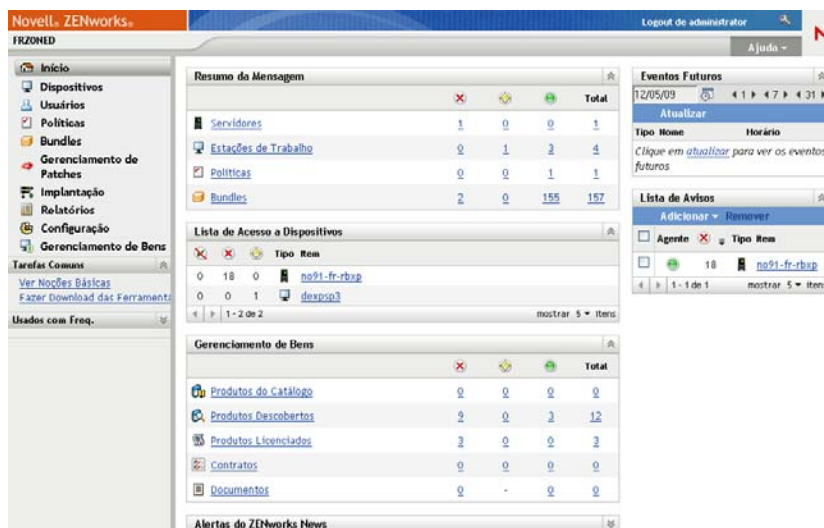 Novell® ZENworks®
Logout de administrator
FRZONED
Ajuda
Início
Dispositivos
Usuários
Políticas
Bundles
Gerenciamento de
Patches
Implantação
Relatórios
Configuração
Gerenciamento de Bens
Tarefas Comuns
Ver Noções Básicas
Fazer Download das Ferramenta
Usados com Freq.
Resumo da Mensagem
Total
Servidores 1 0 0 1
Estações de Trabalho 0 1 3 4
Políticas 0 0 1 1
Bundles 2 0 155 157
Lista de Acesso a Dispositivos
Tipo Item
0 18 0 no91-fr-rbxp
0 0 1 dexpsp3
1 - 2 de 2 mostrar 5 itens
Gerenciamento de Bens
Total
Produtos do Catálogo 0 0 0 0
Produtos Descobertos 9 0 3 12
Produtos Licenciados 3 0 0 3
Contratos 0 0 0 0
Documentos 0 - 0 0
Alertas do ZENworks News
Eventos Futuros
12/05/09 1 7 31
Atualizar
Tipo Nome Horário
Clique em atualizar para ver os eventos
futuros
Lista de Avisos
Adicionar Remover
Agente Tipo Item
18 no91-fr-rbxp
1 - 1 de 1 mostrar 5 itens